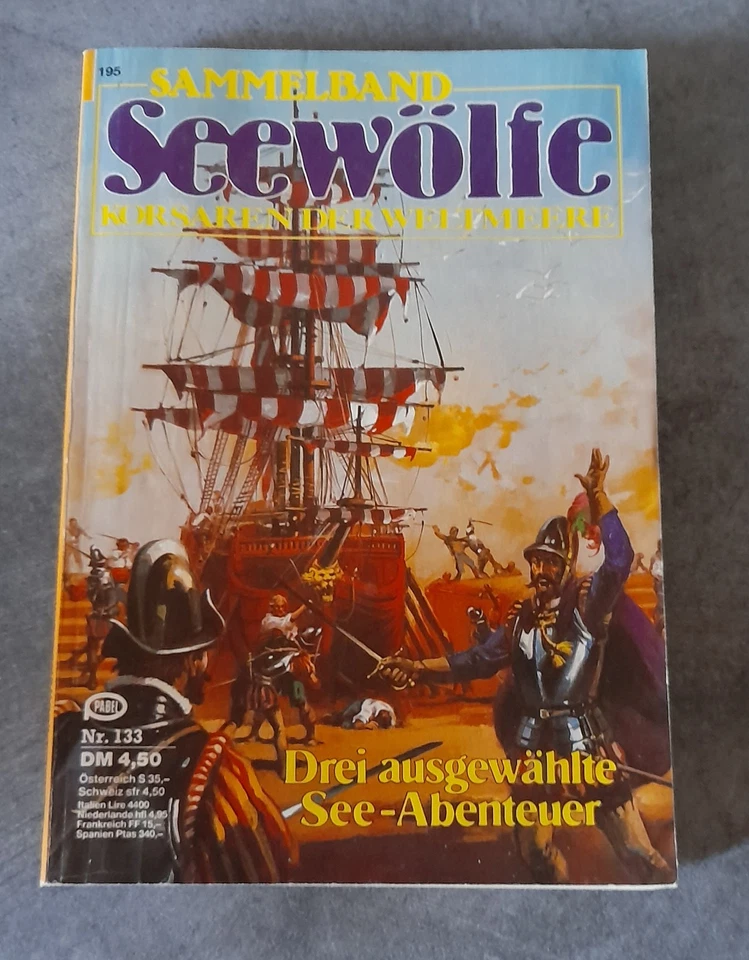 195
SAMMELBAND
Seewölfe
KORSAREN DER WELTMEERE
PABEL
Nr. 133
DM 4,50
Österreich S 35,-
Schweiz sfr 4,50
Italien Lire 4400
Niederlande hfl 4,95
Frankreich FF 15,-
Spanien Ptas 340,-
Drei ausgewählte
See-Abenteuer